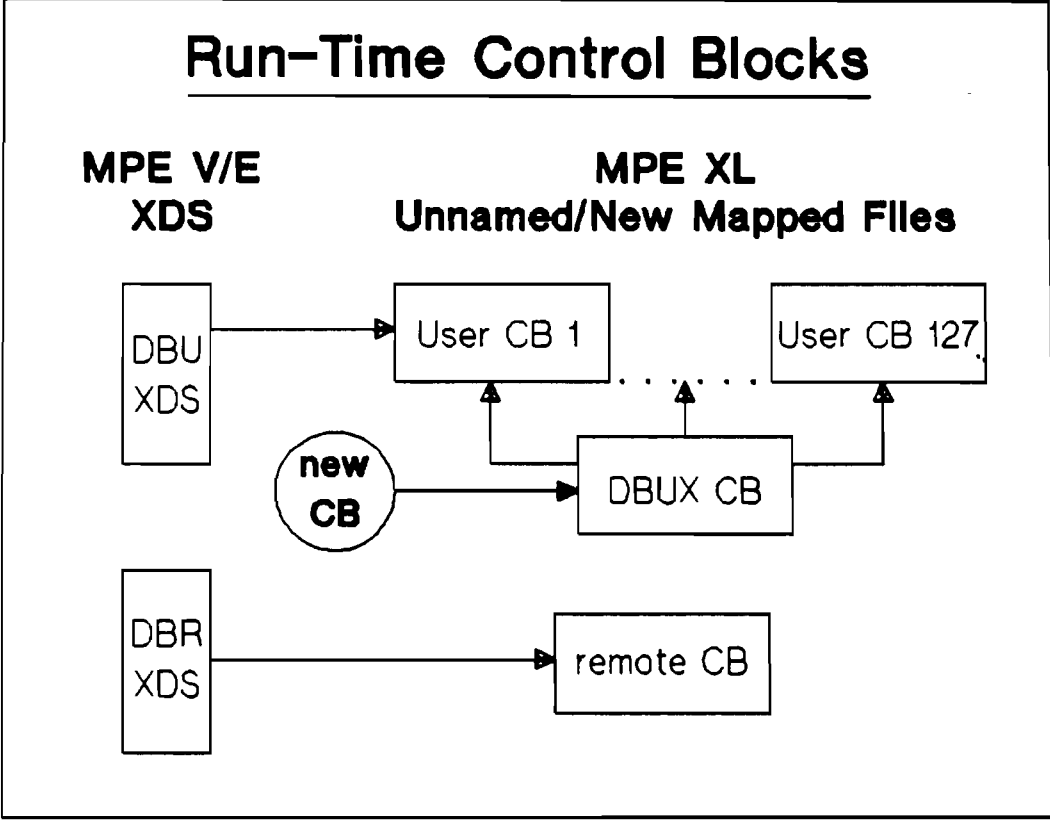 Run-Time Control Blocks
MPE V/E
XDS
MPE XL
Unnamed/New Mapped Files
DBU
XDS
User CB 1
User CB 127
new
CB
DBUX CB
DBR
XDS
remote CB